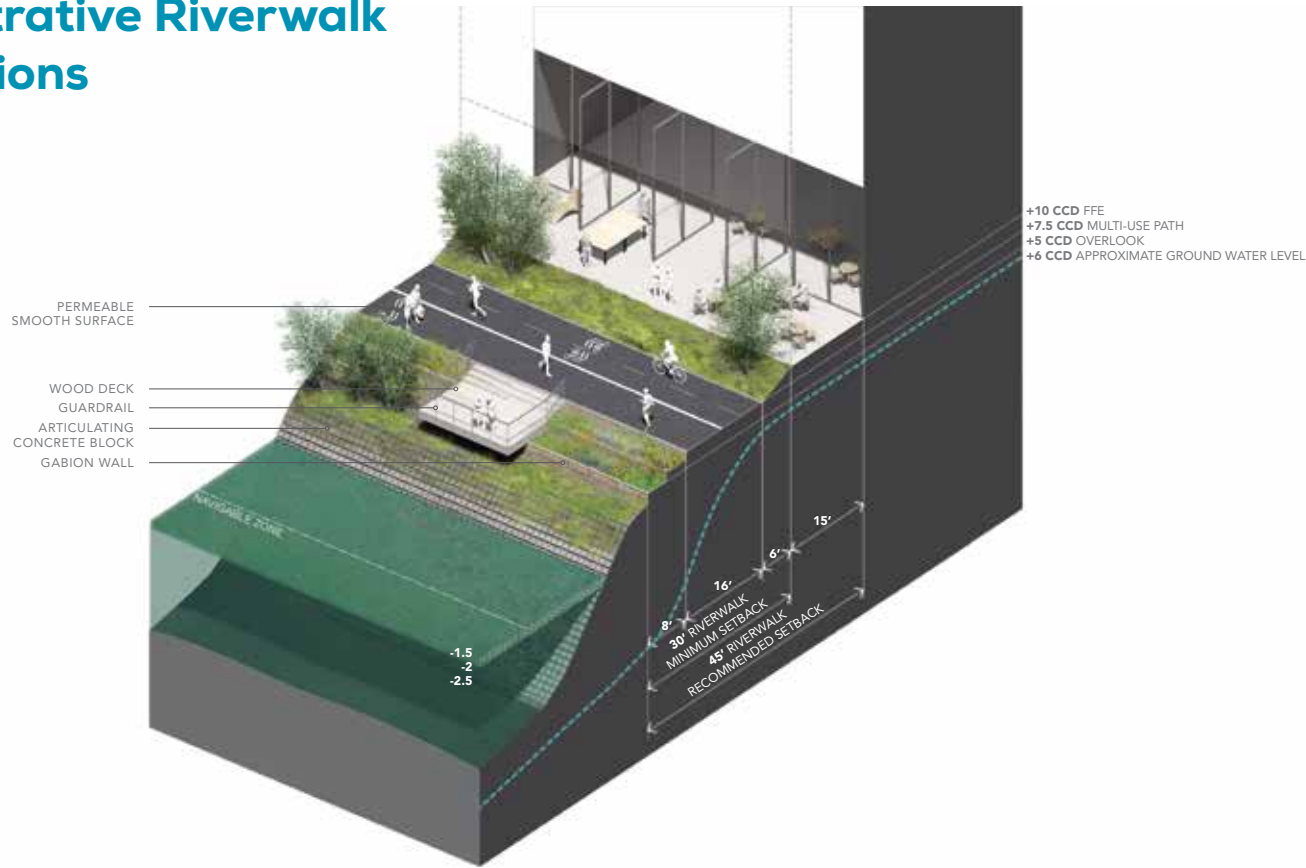 trative Riverwalk
ions
+10 CCD FFE
+7.5 CCD MULTI-USE PATH
+5 CCD OVERLOOK
+6 CCD APPROXIMATE GROUND WATER LEVEL
PERMEABLE
SMOOTH SURFACE
WOOD DECK
GUARDRAIL
ARTICULATING
CONCRETE BLOCK
GABION WALL
NAVIGABLE ZONE
15'
6'
16'
8'
30' RIVERWALK
MINIMUM SETBACK
45' RIVERWALK
RECOMMENDED SETBACK
-1.5
-2
-2.5